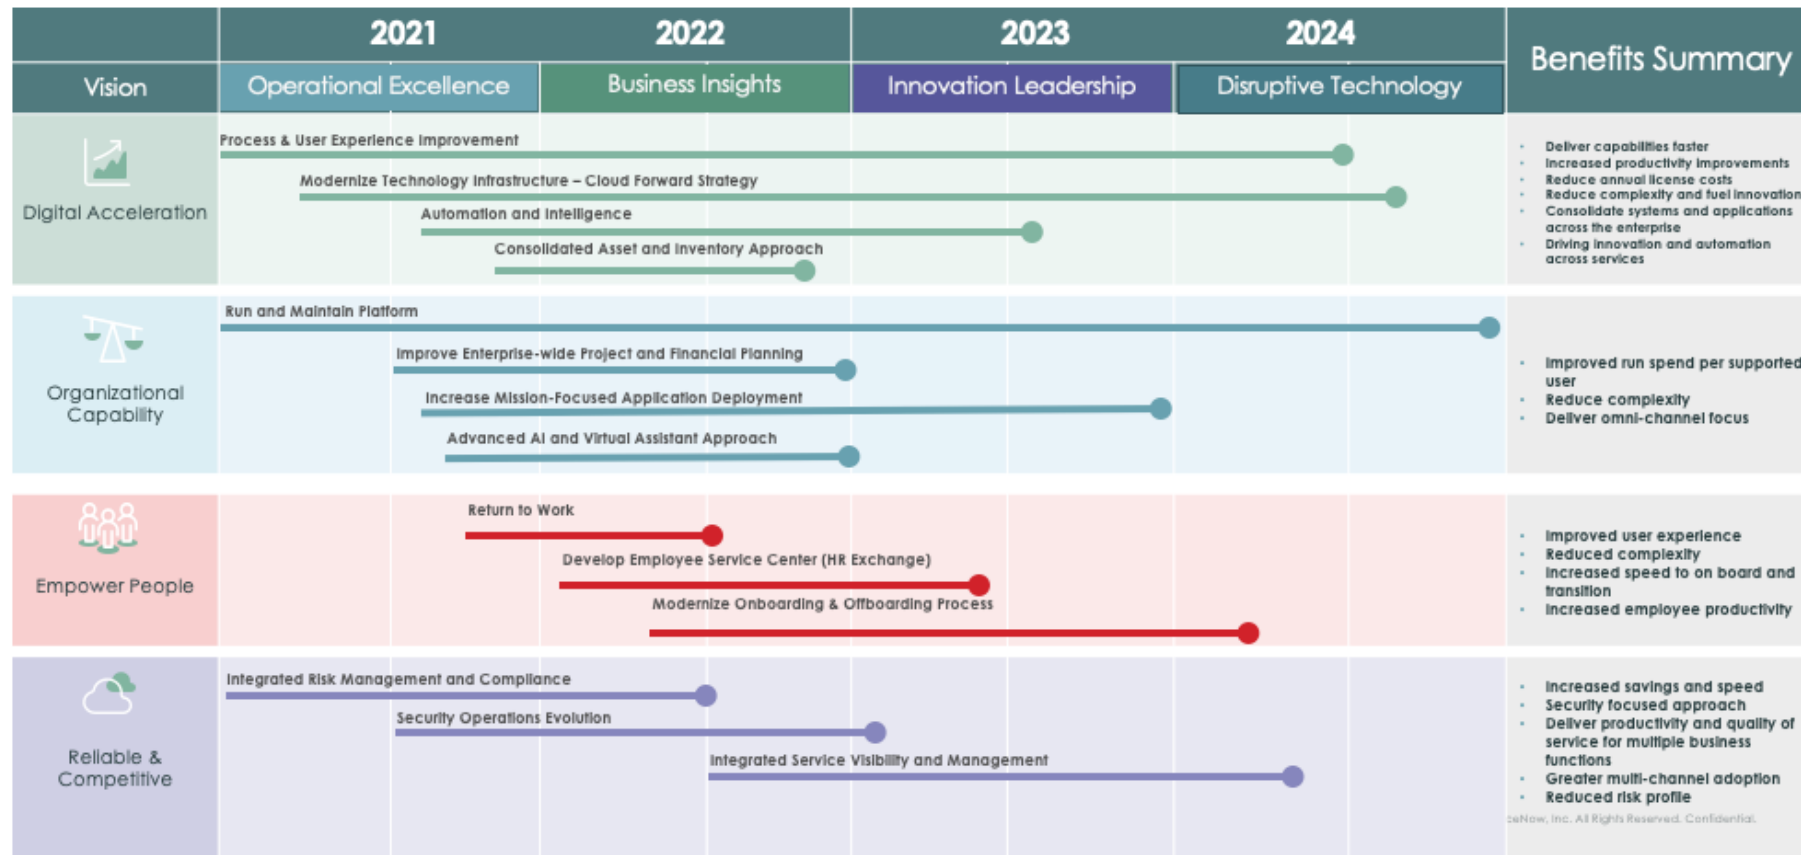 2021
2022
2023
2024
Benefits Summary
Vision
Operational Excellence
Business Insights
Innovation Leadership
Disruptive Technology
Digital Acceleration
Process & User Experience Improvement
Modernize Technology Infrastructure – Cloud Forward Strategy
Automation and Intelligence
Consolidated Asset and Inventory Approach
• Deliver capabilities faster
• Increased productivity improvements
• Reduce annual license costs
• Reduce complexity and fuel innovation
• Consolidate systems and applications
across the enterprise
• Driving innovation and automation
across services
Organizational
Capability
Run and Maintain Platform
Improve Enterprise-wide Project and Financial Planning
Increase Mission-Focused Application Deployment
Advanced AI and Virtual Assistant Approach
• Improved run spend per supported
user
• Reduce complexity
• Deliver omni-channel focus
Empower People
Return to Work
Develop Employee Service Center (HR Exchange)
Modernize Onboarding & Offboarding Process
• Improved user experience
• Reduced complexity
• Increased speed to on board and
transition
• Increased employee productivity
Reliable &
Competitive
Integrated Risk Management and Compliance
Security Operations Evolution
Integrated Service Visibility and Management
• Increased savings and speed
• Security focused approach
• Deliver productivity and quality of
service for multiple business
functions
• Greater multi-channel adoption
• Reduced risk profile
ceNow, Inc. All Rights Reserved. Confidential.